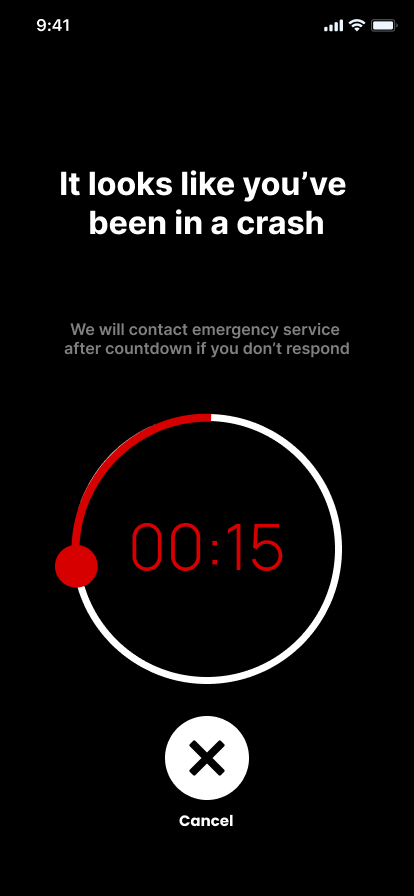 9:41
It looks like you’ve
been in a crash
We will contact emergency service
after countdown if you don’t respond
00:15
Cancel